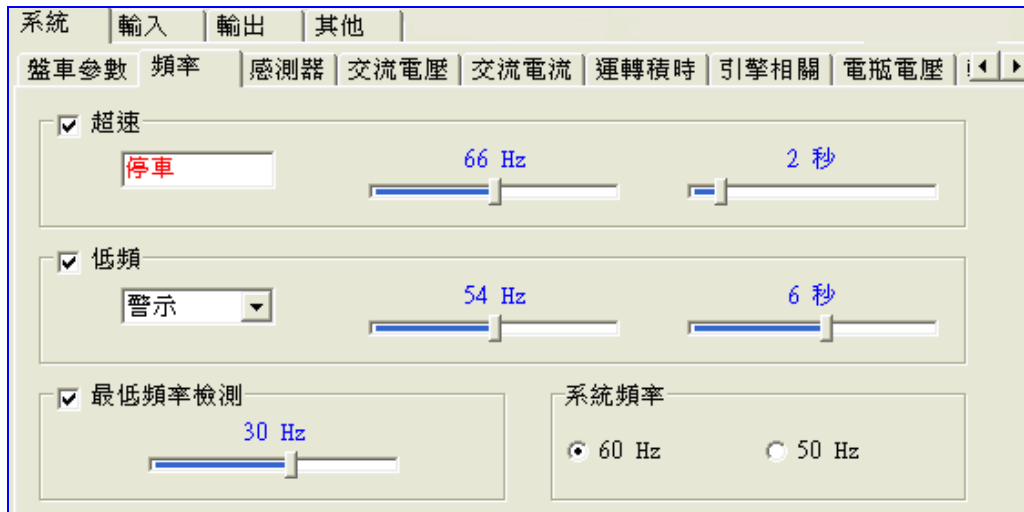 系統 輸入 輸出 其他
盤車參數 頻率 感測器 交流電壓 交流電流 運轉積時 引擎相關 電瓶電壓
超速
停車 66 Hz 2 秒
低頻
警示 54 Hz 6 秒
最低頻率檢測 系統頻率
30 Hz
60 Hz 50 Hz